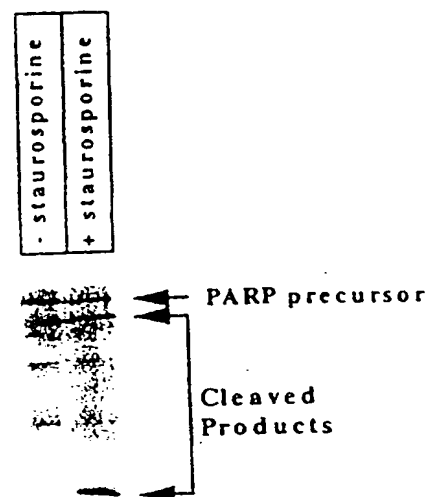 - staurosporine
+ staurosporine
PARP precursor
Cleaved
Products